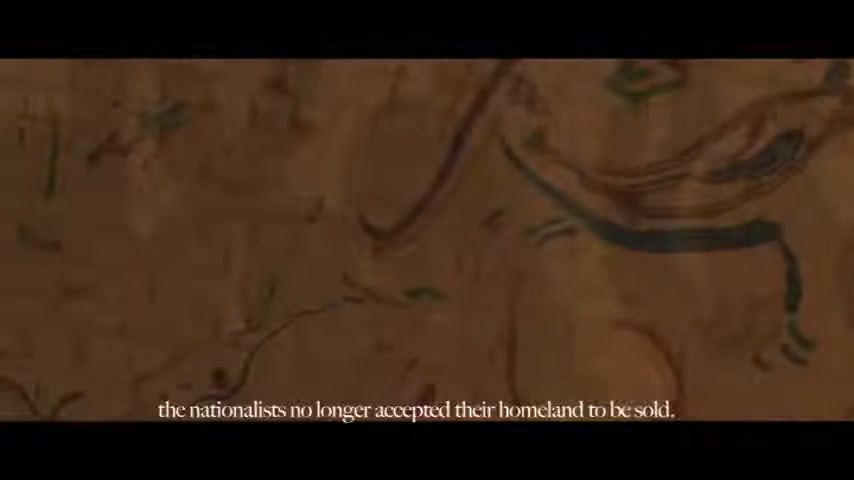 the nationalists no longer accepted their homeland to be sold.